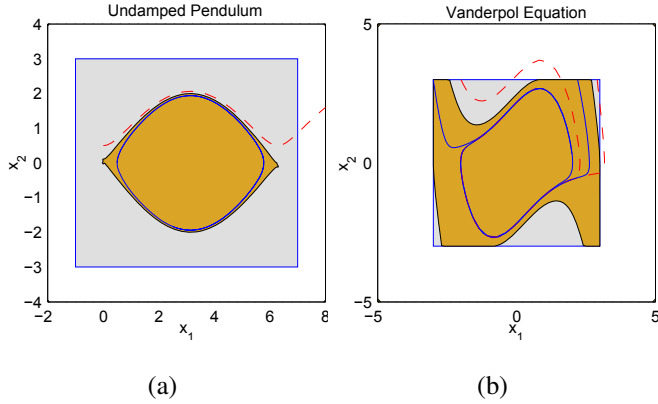 Undamped Pendulum
4
3
2
1
0
−1
−2
−3
−4
x2
−2 0 2 4 6 8
x1
(a)
Vanderpol Equation
5
0
−5
x2
−5 0 5
x1
(b)